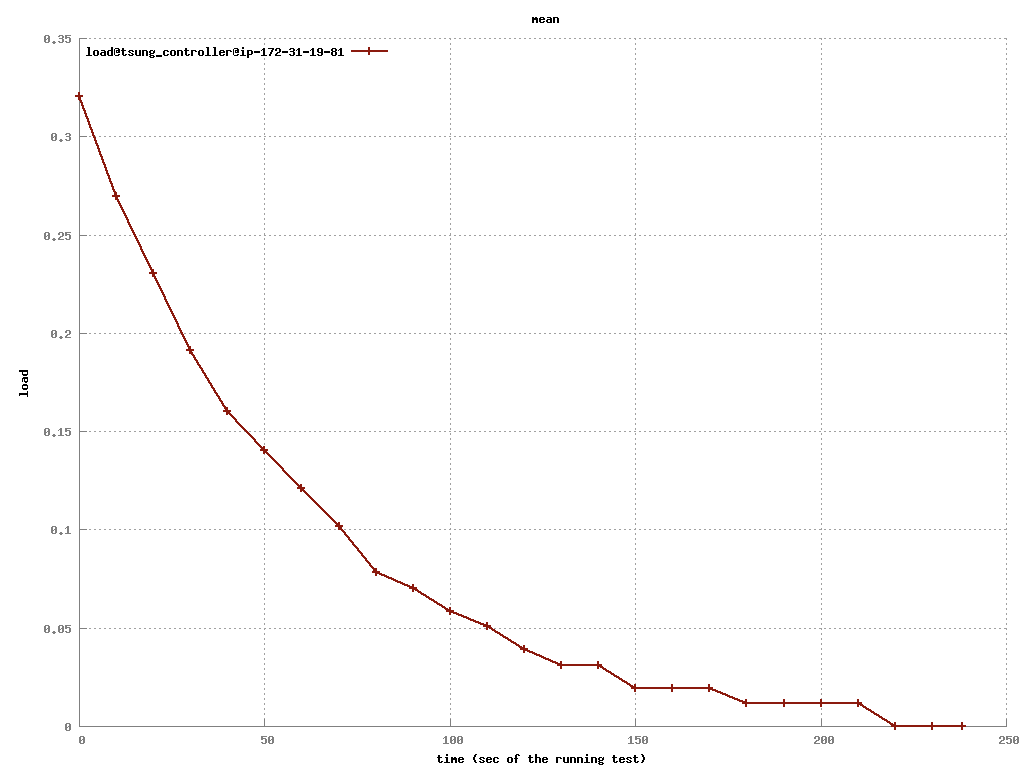 mean
0.35
load@tsung_controller@ip-172-31-19-81
0.3
0.25
0.2
load
0.15
0.1
0.05
0
0 50 100 150 200 250
time (sec of the running test)